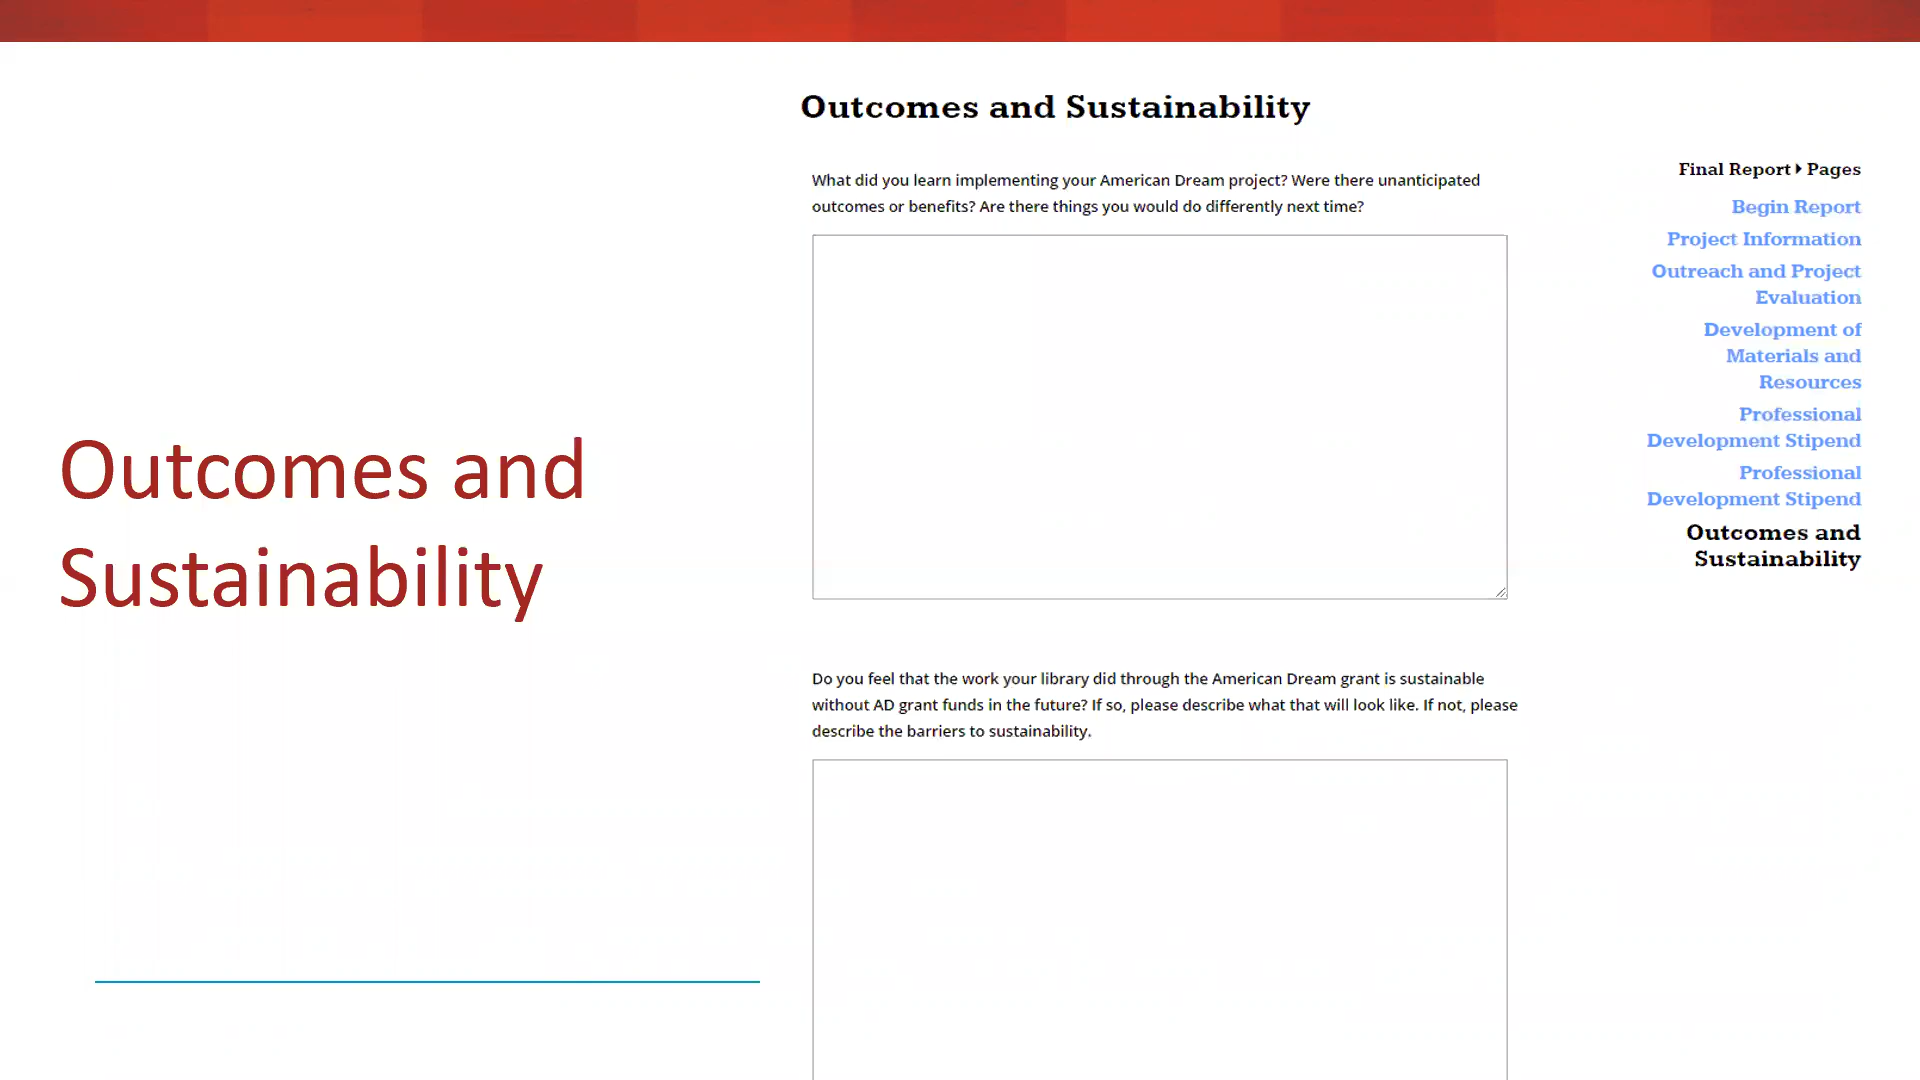 Outcomes and
Sustainability
Outcomes and Sustainability
What did you learn implementing your American Dream project? Were there unanticipated
outcomes or benefits? Are there things you would do differently next time?
Do you feel that the work your library did through the American Dream grant is sustainable
without AD grant funds in the future? If so, please describe what that will look like. If not, please
describe the barriers to sustainability.
Final Report ▸ Pages
Begin Report
Project Information
Outreach and Project
Evaluation
Development of
Materials and
Resources
Professional
Development Stipend
Professional
Development Stipend
Outcomes and
Sustainability